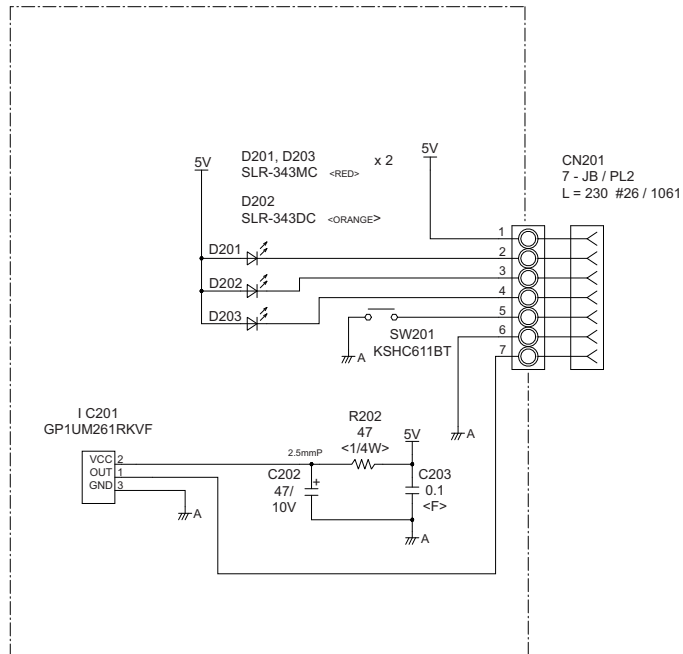 5V
D201, D203 x 2
SLR-343MC <RED>
D202
SLR-343DC <ORANGE>
5V
CN201
7 - JB / PL2
L = 230 #26 / 1061
1
2
3
4
5
6
7
D201
D202
D203
SW201
KSHC611BT
A
A
I C201
GP1UM261RKVF
VCC 2
OUT 1
GND 3
A
2.5mmP
R202
47
<1/4W>
5V
C202
47/
10V
+
C203
0.1
<F>
A